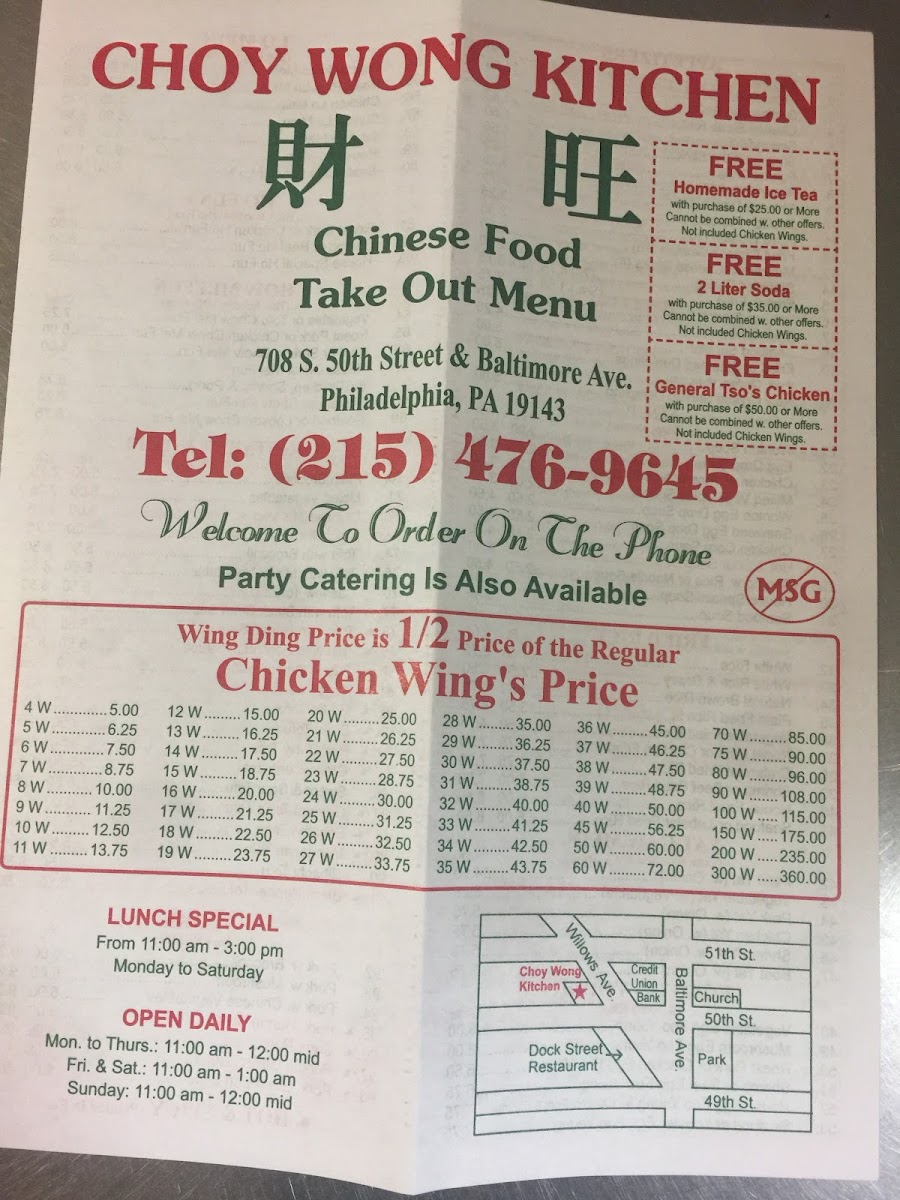 CHOY WONG KITCHEN
財 旺
Chinese Food
Take Out Menu
708 S. 50th Street & Baltimore Ave.
Philadelphia, PA 19143
Tel: (215) 476-9645
Welcome To Order On The Phone
Party Catering Is Also Available
MSG
FREE
Homemade Ice Tea
with purchase of $25.00 or More
Cannot be combined w. other offers.
Not included Chicken Wings.
FREE
2 Liter Soda
with purchase of $35.00 or More
Cannot be combined w. other offers.
Not included Chicken Wings.
FREE
General Tso's Chicken
with purchase of $50.00 or More
Cannot be combined w. other offers.
Not included Chicken Wings.
Wing Ding Price is 1/2 Price of the Regular
Chicken Wing's Price
4 W.............5.00
5 W.............6.25
6 W.............7.50
7 W.............8.75
8 W...........10.00
9 W...........11.25
10 W.........12.50
11 W.........13.75
12 W.........15.00
13 W.........16.25
14 W.........17.50
15 W.........18.75
16 W.........20.00
17 W.........21.25
18 W.........22.50
19 W.........23.75
20 W.........25.00
21 W.........26.25
22 W.........27.50
23 W.........28.75
24 W.........30.00
25 W.........31.25
26 W.........32.50
27 W.........33.75
28 W.........35.00
29 W.........36.25
30 W.........37.50
31 W.........38.75
32 W.........40.00
33 W.........41.25
34 W.........42.50
35 W.........43.75
36 W.........45.00
37 W.........46.25
38 W.........47.50
39 W.........48.75
40 W.........50.00
45 W.........56.25
50 W.........60.00
60 W.........72.00
70 W.........85.00
75 W.........90.00
80 W.........96.00
90 W.......108.00
100 W.....115.00
150 W.....175.00
200 W.....235.00
300 W.....360.00
LUNCH SPECIAL
From 11:00 am - 3:00 pm
Monday to Saturday
OPEN DAILY
Mon. to Thurs.: 11:00 am - 12:00 mid
Fri. & Sat.: 11:00 am - 1:00 am
Sunday: 11:00 am - 12:00 mid
Willows Ave.
51th St.
Choy Wong
Kitchen
Credit
Union
Bank
Baltimore Ave.
Church
50th St.
Dock Street
Restaurant
Park
49th St.